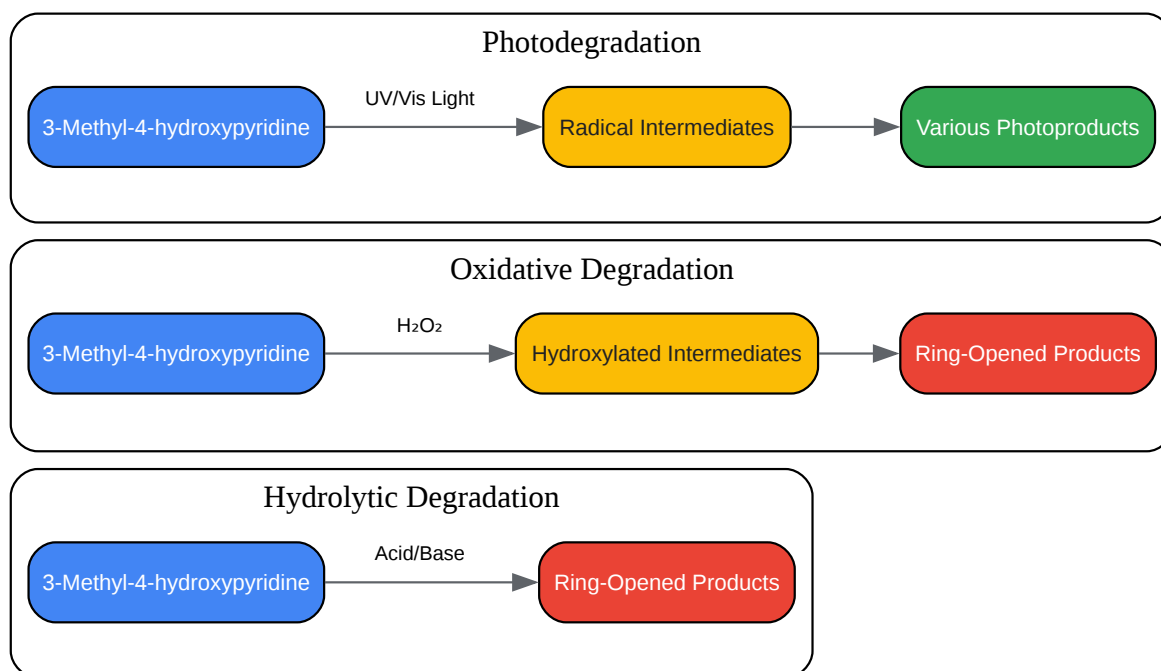 Photodegradation
3-Methyl-4-hydroxypyridine
UV/Vis Light
Radical Intermediates
Various Photoproducts
Oxidative Degradation
3-Methyl-4-hydroxypyridine
H₂O₂
Hydroxylated Intermediates
Ring-Opened Products
Hydrolytic Degradation
3-Methyl-4-hydroxypyridine
Acid/Base
Ring-Opened Products